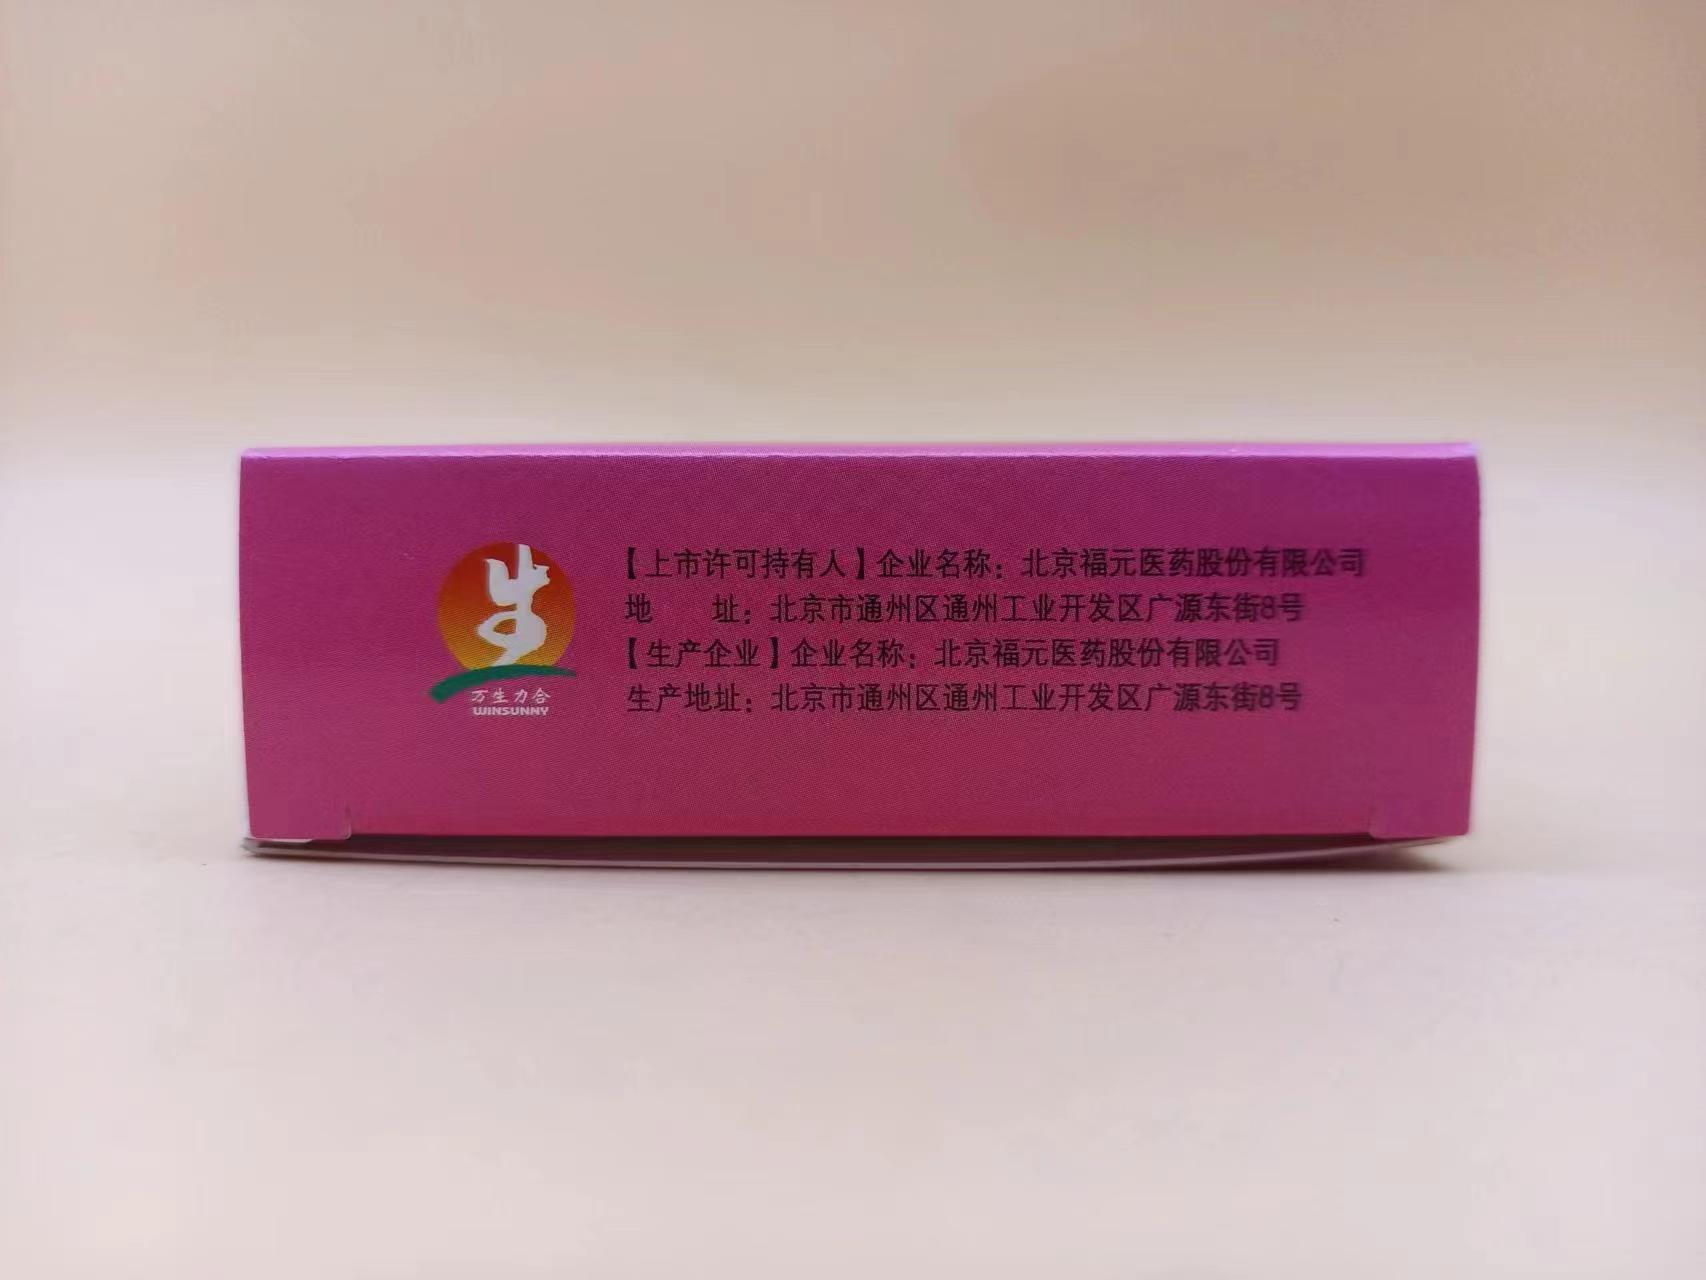 【上市许可持有人】企业名称：北京福元医药股份有限公司
地　　址：北京市通州区通州工业开发区广源东街8号
【生产企业】企业名称：北京福元医药股份有限公司
生产地址：北京市通州区通州工业开发区广源东街8号
生
万生力合
WINSUNNY